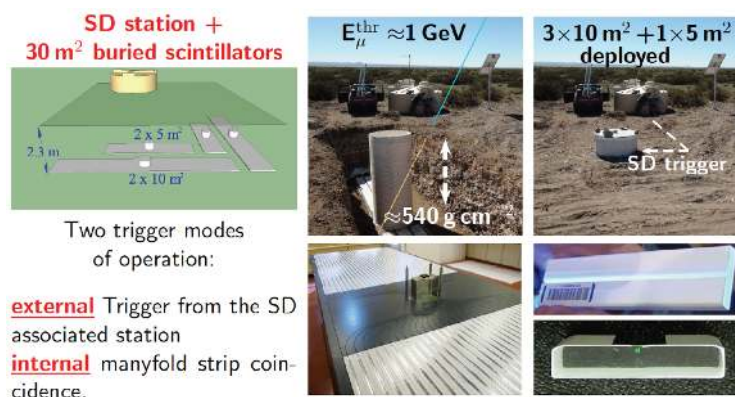 SD station +
30 m² buried scintillators
2.3 m
2 x 5 m²
2 x 10 m²
Two trigger modes
of operation:
external Trigger from the SD
associated station
internal manyfold strip coin-
cidence.
E_μ^thr ≈1 GeV
≈540 g cm
3×10 m² +1×5 m²
deployed
SD trigger